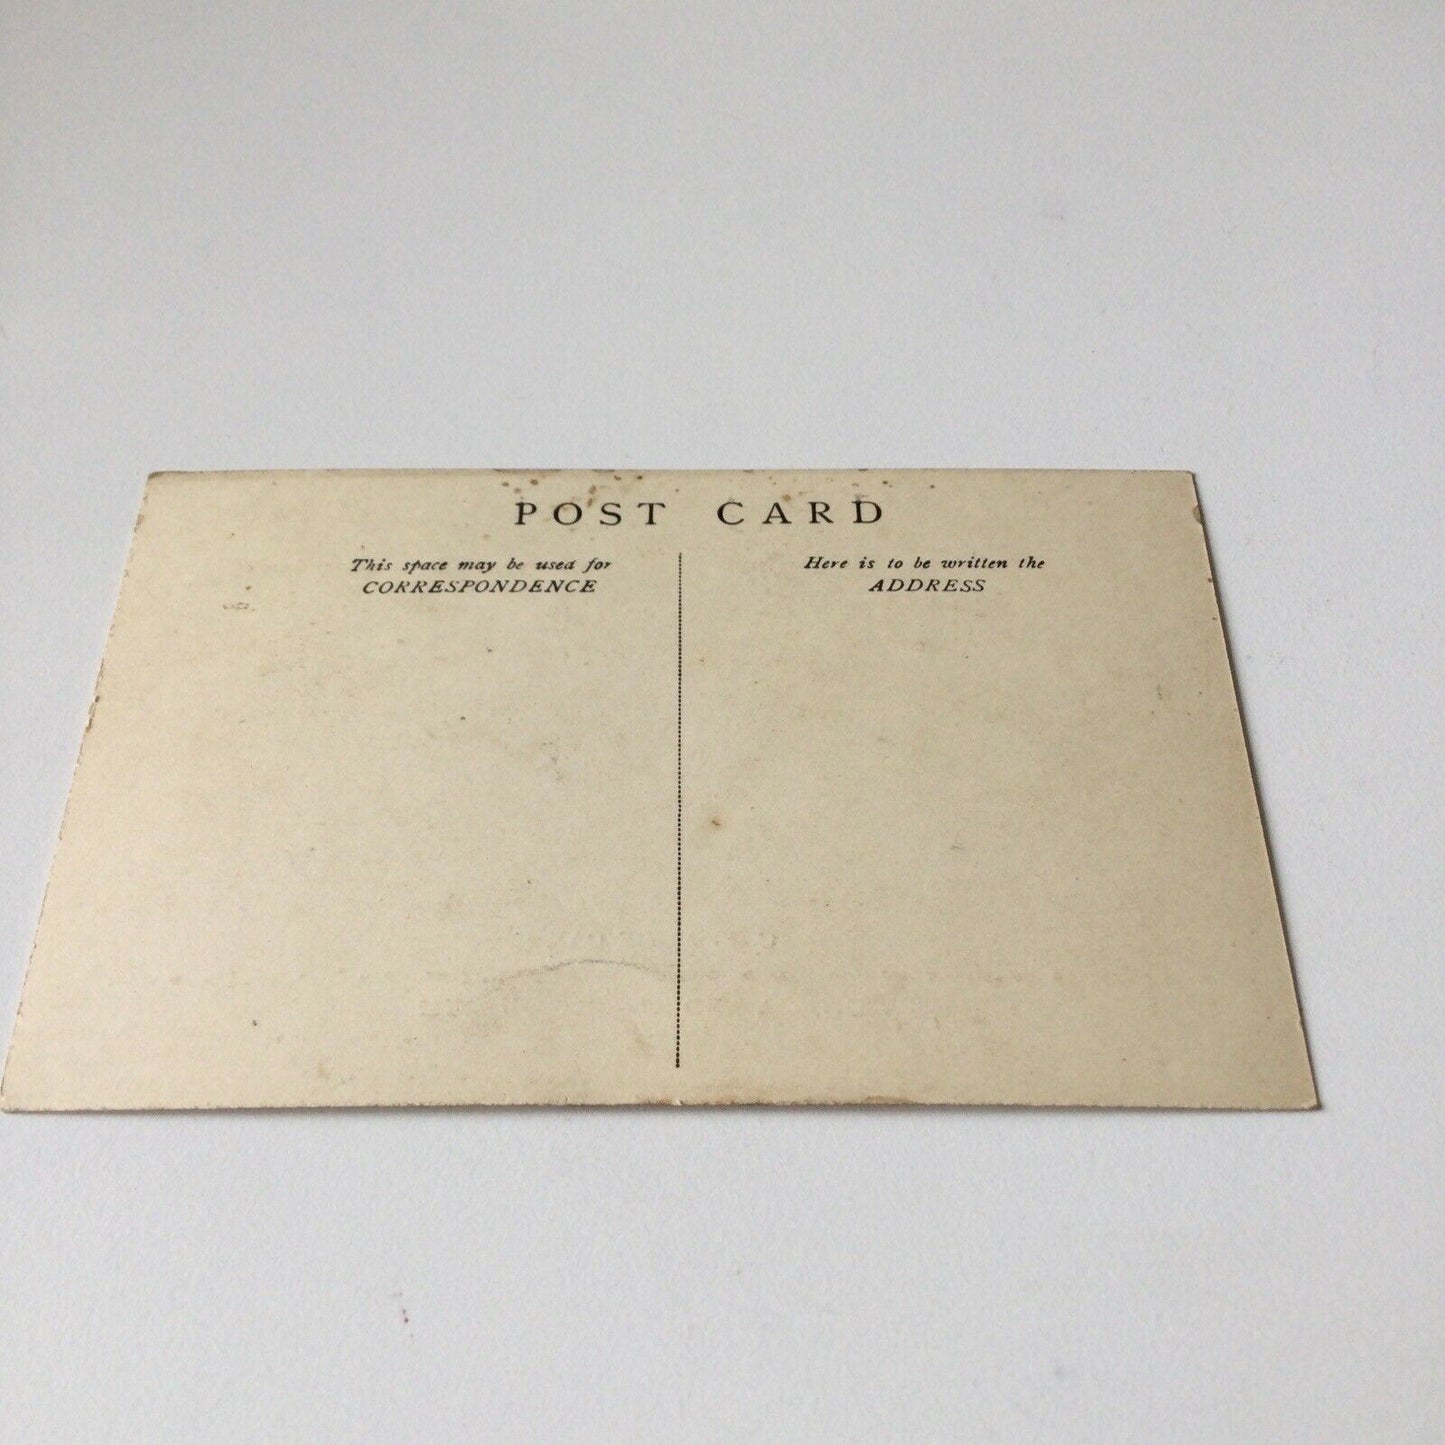 POST CARD
This space may be used for
CORRESPONDENCE
Here is to be written the
ADDRESS